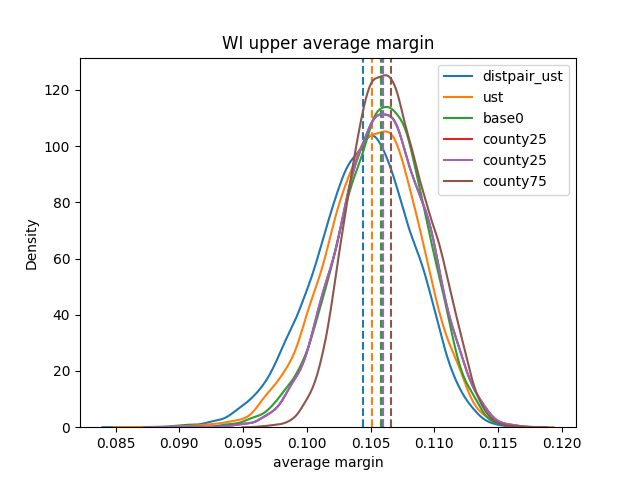 WI upper average margin
distpair_ust
ust
base0
county25
county25
county75
Density
120
100
80
60
40
20
0
0.085 0.090 0.095 0.100 0.105 0.110 0.115 0.120
average margin